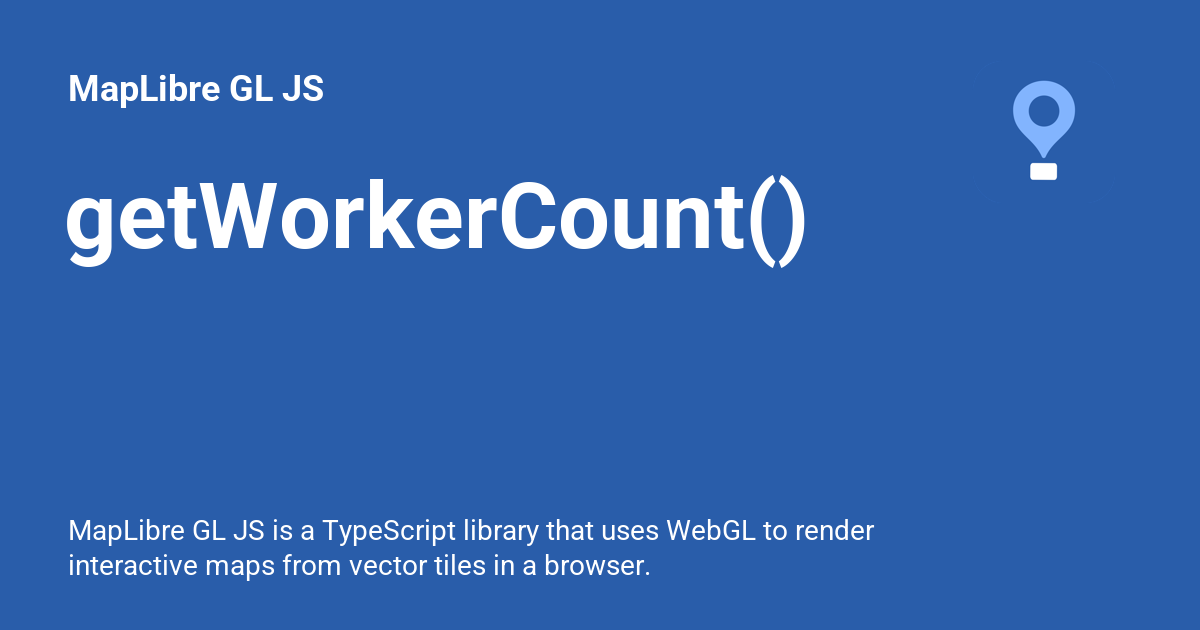 MapLibre GL JS
getWorkerCount()
MapLibre GL JS is a TypeScript library that uses WebGL to render
interactive maps from vector tiles in a browser.